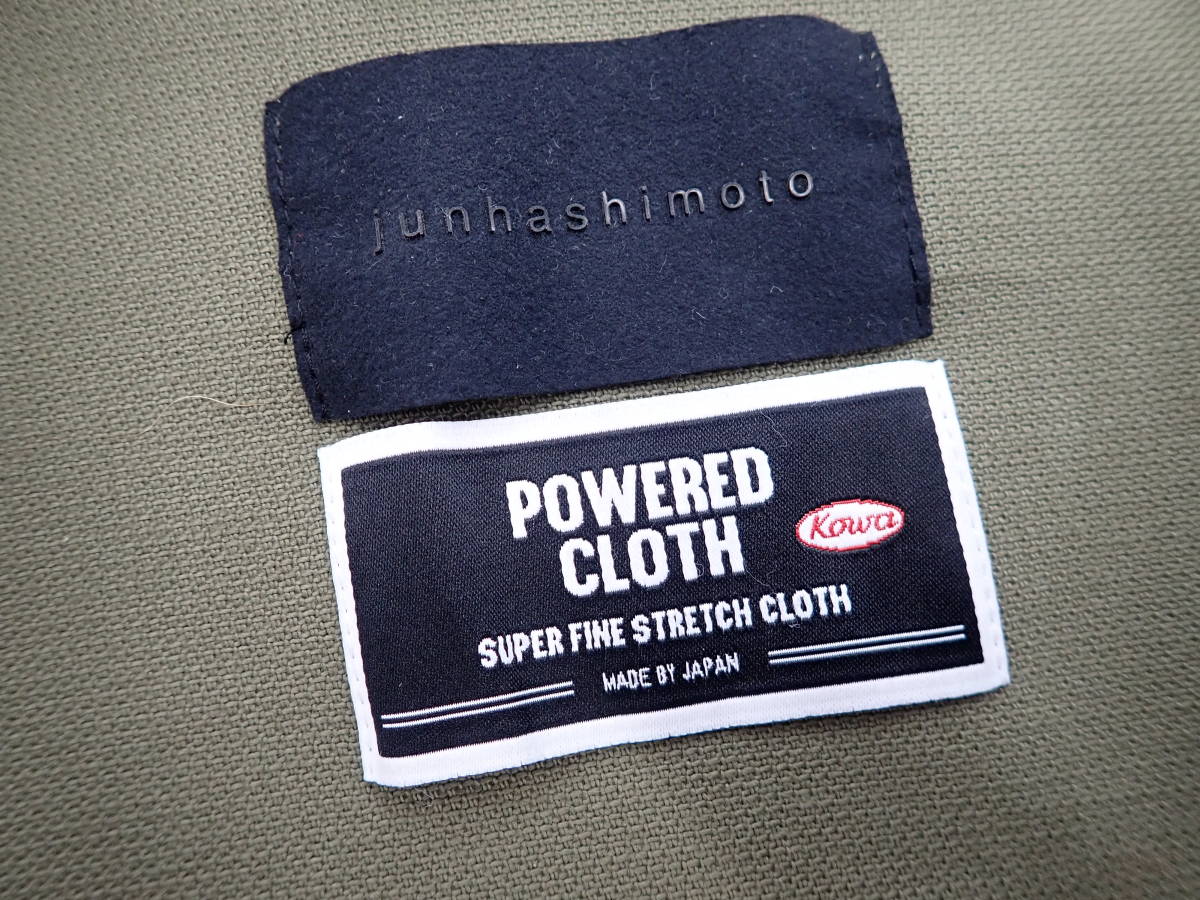 junhashimoto
POWERED
CLOTH
Kowa
SUPER FINE STRETCH CLOTH
MADE BY JAPAN